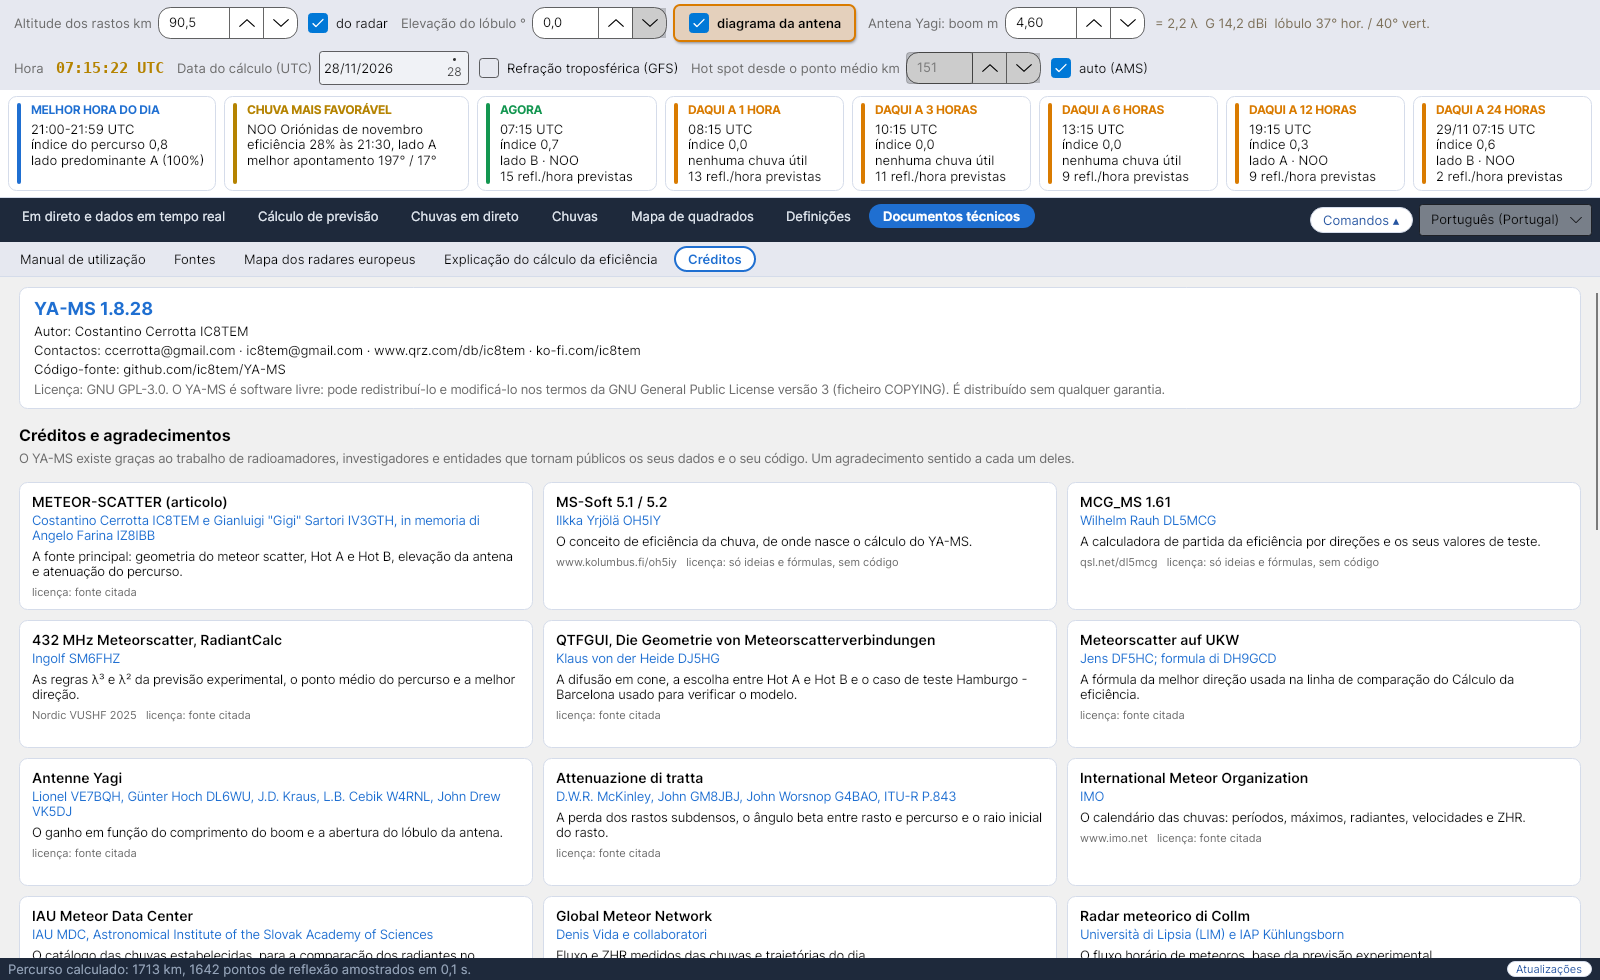 Altitude dos rastos km 90,5 do radar Elevação do lóbulo ° 0,0 diagrama da antena Antena Yagi: boom m 4,60 = 2,2 λ G 14,2 dBi lóbulo 37° hor. / 40° vert.
Hora 07:15:22 UTC Data do cálculo (UTC) 28/11/2026 28 Refração troposférica (GFS) Hot spot desde o ponto médio km 151 auto (AMS)
MELHOR HORA DO DIA
21:00-21:59 UTC
índice do percurso 0,8
lado predominante A (100%)
CHUVA MAIS FAVORÁVEL
NOO Oriónidas de novembro
eficiência 28% às 21:30, lado A
melhor apontamento 197° / 17°
AGORA
07:15 UTC
índice 0,7
lado B · NOO
15 refl./hora previstas
DAQUI A 1 HORA
08:15 UTC
índice 0,0
nenhuma chuva útil
13 refl./hora previstas
DAQUI A 3 HORAS
10:15 UTC
índice 0,0
nenhuma chuva útil
11 refl./hora previstas
DAQUI A 6 HORAS
13:15 UTC
índice 0,0
nenhuma chuva útil
9 refl./hora previstas
DAQUI A 12 HORAS
19:15 UTC
índice 0,3
lado A · NOO
9 refl./hora previstas
DAQUI A 24 HORAS
29/11 07:15 UTC
índice 0,6
lado B · NOO
2 refl./hora previstas
Em direto e dados em tempo real Cálculo de previsão Chuvas em direto Chuvas Mapa de quadrados Definições Documentos técnicos Comandos ▴ Português (Portugal)
Manual de utilização Fontes Mapa dos radares europeus Explicação do cálculo da eficiência Créditos
YA-MS 1.8.28
Autor: Costantino Cerrotta IC8TEM
Contactos: ccerrotta@gmail.com · ic8tem@gmail.com · www.qrz.com/db/ic8tem · ko-fi.com/ic8tem
Código-fonte: github.com/ic8tem/YA-MS
Licença: GNU GPL-3.0. O YA-MS é software livre: pode redistribuí-lo e modificá-lo nos termos da GNU General Public License versão 3 (ficheiro COPYING). É distribuído sem qualquer garantia.
Créditos e agradecimentos
O YA-MS existe graças ao trabalho de radioamadores, investigadores e entidades que tornam públicos os seus dados e o seu código. Um agradecimento sentido a cada um deles.
METEOR-SCATTER (articolo)
Costantino Cerrotta IC8TEM e Gianluigi "Gigi" Sartori IV3GTH, in memoria di
Angelo Farina IZ8IBB
A fonte principal: geometria do meteor scatter, Hot A e Hot B, elevação da antena
e atenuação do percurso.
licença: fonte citada
MS-Soft 5.1 / 5.2
Ilkka Yrjölä OH5IY
O conceito de eficiência da chuva, de onde nasce o cálculo do YA-MS.
www.kolumbus.fi/oh5iy licença: só ideias e fórmulas, sem código
MCG_MS 1.61
Wilhelm Rauh DL5MCG
A calculadora de partida da eficiência por direções e os seus valores de teste.
qsl.net/dl5mcg licença: só ideias e fórmulas, sem código
432 MHz Meteorscatter, RadiantCalc
Ingolf SM6FHZ
As regras λ³ e λ² da previsão experimental, o ponto médio do percurso e a melhor
direção.
Nordic VUSHF 2025 licença: fonte citada
QTFGUI, Die Geometrie von Meteorscatterverbindungen
Klaus von der Heide DJ5HG
A difusão em cone, a escolha entre Hot A e Hot B e o caso de teste Hamburgo -
Barcelona usado para verificar o modelo.
licença: fonte citada
Meteorscatter auf UKW
Jens DF5HC; formula di DH9GCD
A fórmula da melhor direção usada na linha de comparação do Cálculo da
eficiência.
licença: fonte citada
Antenne Yagi
Lionel VE7BQH, Günter Hoch DL6WU, J.D. Kraus, L.B. Cebik W4RNL, John Drew
VK5DJ
O ganho em função do comprimento do boom e a abertura do lóbulo da antena.
licença: fonte citada
Attenuazione di tratta
D.W.R. McKinley, John GM8JBJ, John Worsnop G4BAO, ITU-R P.843
A perda dos rastos subdensos, o ângulo beta entre rasto e percurso e o raio inicial
do rasto.
licença: fonte citada
International Meteor Organization
IMO
O calendário das chuvas: períodos, máximos, radiantes, velocidades e ZHR.
www.imo.net licença: fonte citada
IAU Meteor Data Center
IAU MDC, Astronomical Institute of the Slovak Academy of Sciences
O catálogo das chuvas estabelecidas, para a comparação dos radiantes no
Global Meteor Network
Denis Vida e collaboratori
Fluxo e ZHR medidos das chuvas e trajetórias do dia.
Radar meteorico di Collm
Università di Lipsia (LIM) e IAP Kühlungsborn
O fluxo horário de meteoros, base da previsão experimental.
Percurso calculado: 1713 km, 1642 pontos de reflexão amostrados em 0,1 s.
Atualizações